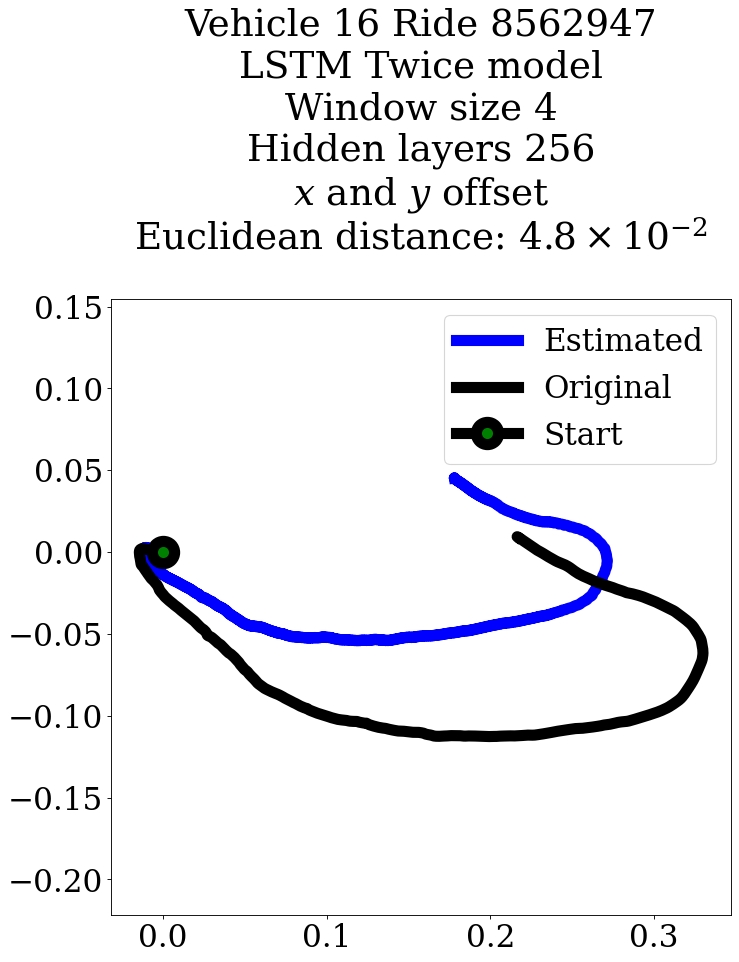 Vehicle 16 Ride 8562947
LSTM Twice model
Window size 4
Hidden layers 256
x and y offset
Euclidean distance: 4.8 × 10⁻²
0.15
0.10
0.05
0.00
−0.05
−0.10
−0.15
−0.20
Estimated
Original
Start
0.0 0.1 0.2 0.3